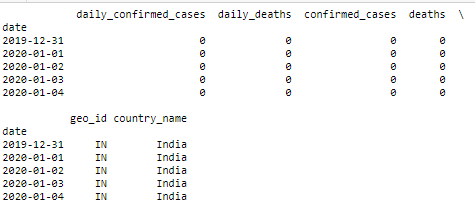 daily_confirmed_cases daily_deaths confirmed_cases deaths \
date
2019-12-31 0 0 0 0
2020-01-01 0 0 0 0
2020-01-02 0 0 0 0
2020-01-03 0 0 0 0
2020-01-04 0 0 0 0
geo_id country_name
date
2019-12-31 IN India
2020-01-01 IN India
2020-01-02 IN India
2020-01-03 IN India
2020-01-04 IN India